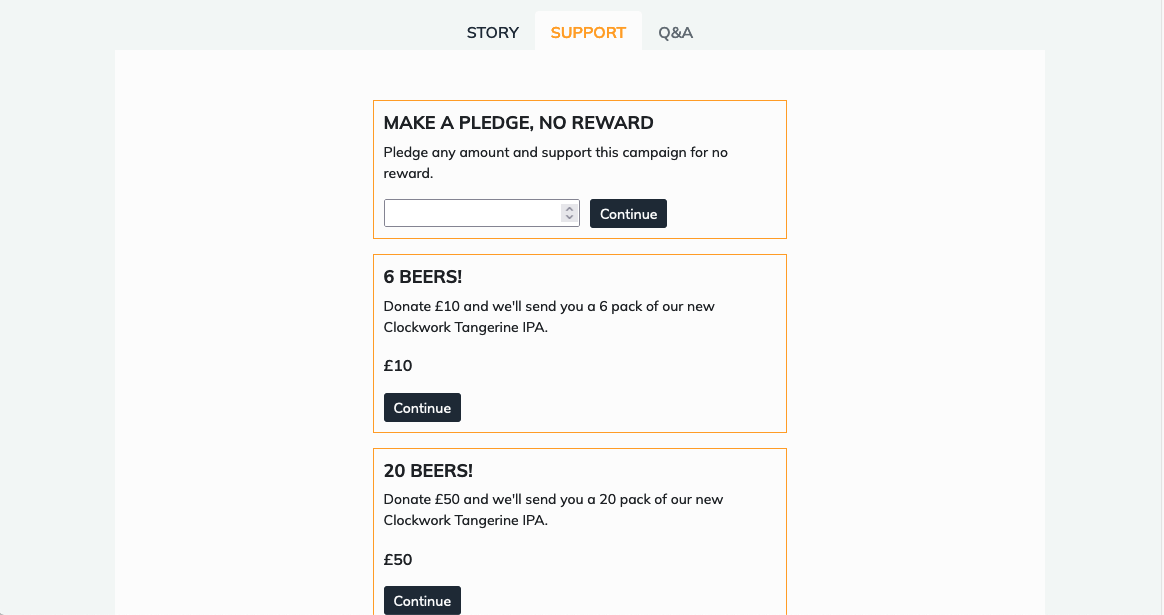 STORY SUPPORT Q&A
MAKE A PLEDGE, NO REWARD
Pledge any amount and support this campaign for no
reward.
Continue
6 BEERS!
Donate £10 and we'll send you a 6 pack of our new
Clockwork Tangerine IPA.
£10
Continue
20 BEERS!
Donate £50 and we'll send you a 20 pack of our new
Clockwork Tangerine IPA.
£50
Continue